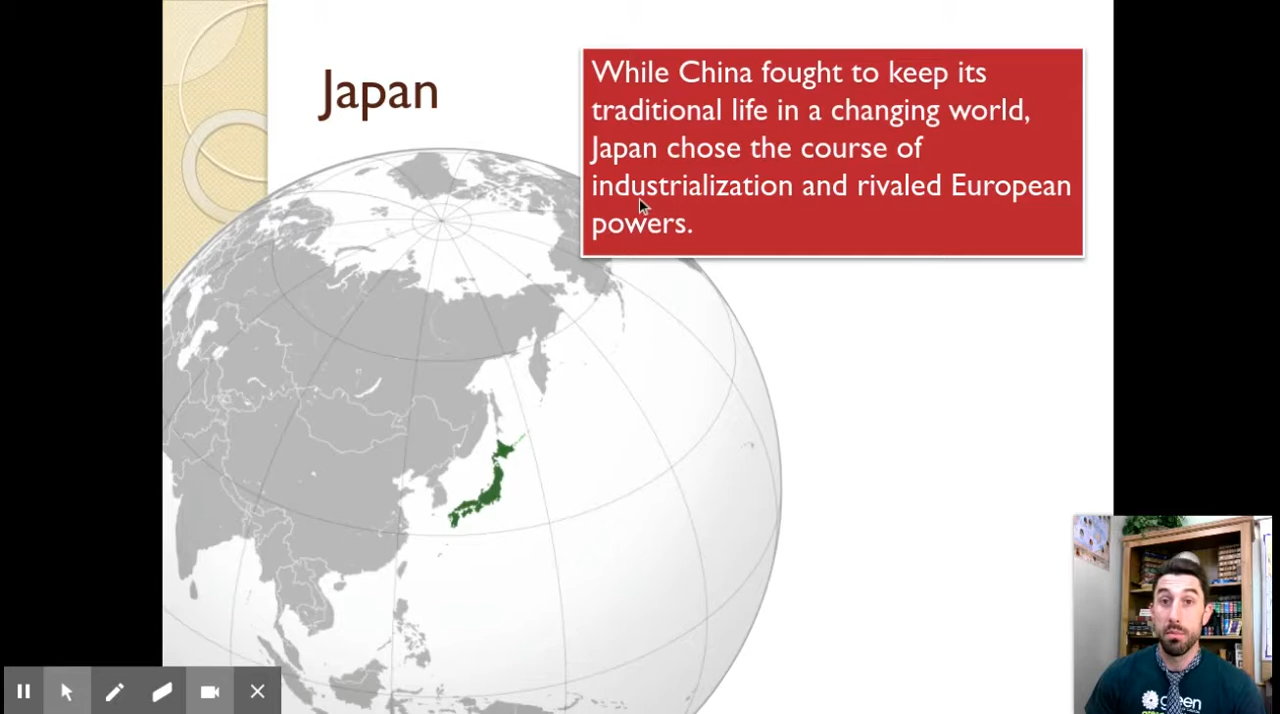 Japan
While China fought to keep its
traditional life in a changing world,
Japan chose the course of
industrialization and rivaled European
powers.
green